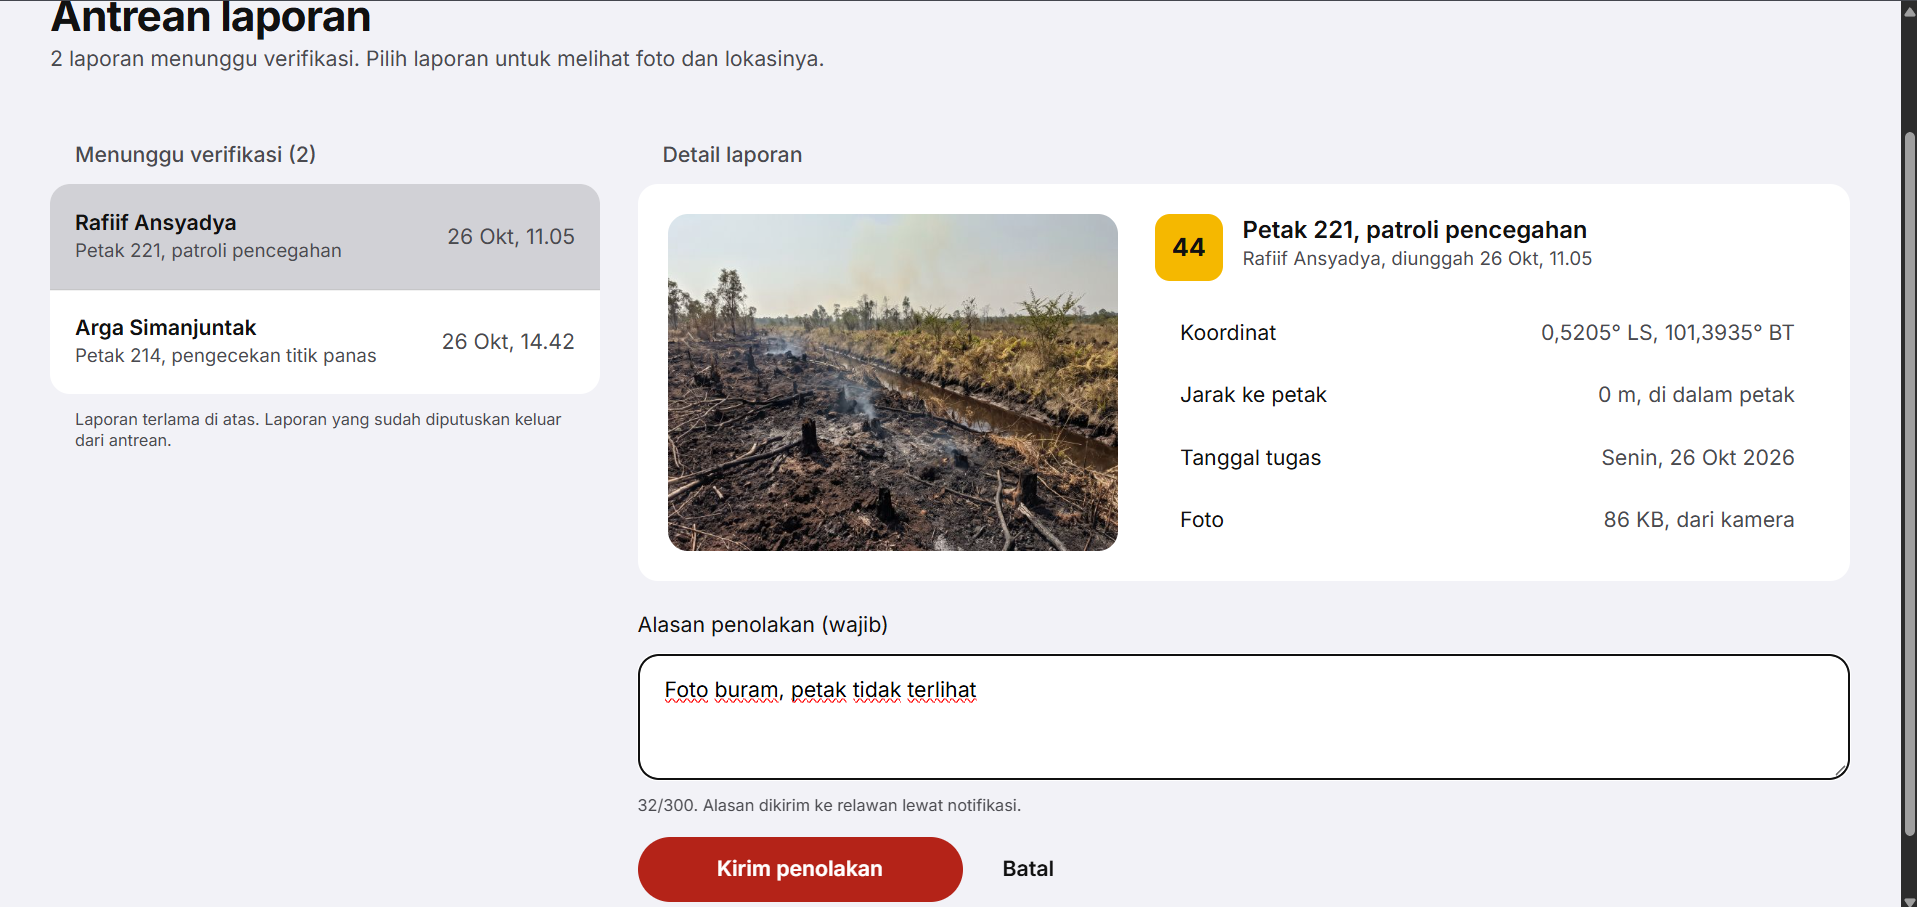 Antrean laporan
2 laporan menunggu verifikasi. Pilih laporan untuk melihat foto dan lokasinya.
Menunggu verifikasi (2)
Rafiif Ansyadya
Petak 221, patroli pencegahan
26 Okt, 11.05
Arga Simanjuntak
Petak 214, pengecekan titik panas
26 Okt, 14.42
Laporan terlama di atas. Laporan yang sudah diputuskan keluar
dari antrean.
Detail laporan
44
Petak 221, patroli pencegahan
Rafiif Ansyadya, diunggah 26 Okt, 11.05
Koordinat
0,5205° LS, 101,3935° BT
Jarak ke petak
0 m, di dalam petak
Tanggal tugas
Senin, 26 Okt 2026
Foto
86 KB, dari kamera
Alasan penolakan (wajib)
Foto buram, petak tidak terlihat
32/300. Alasan dikirim ke relawan lewat notifikasi.
Kirim penolakan
Batal